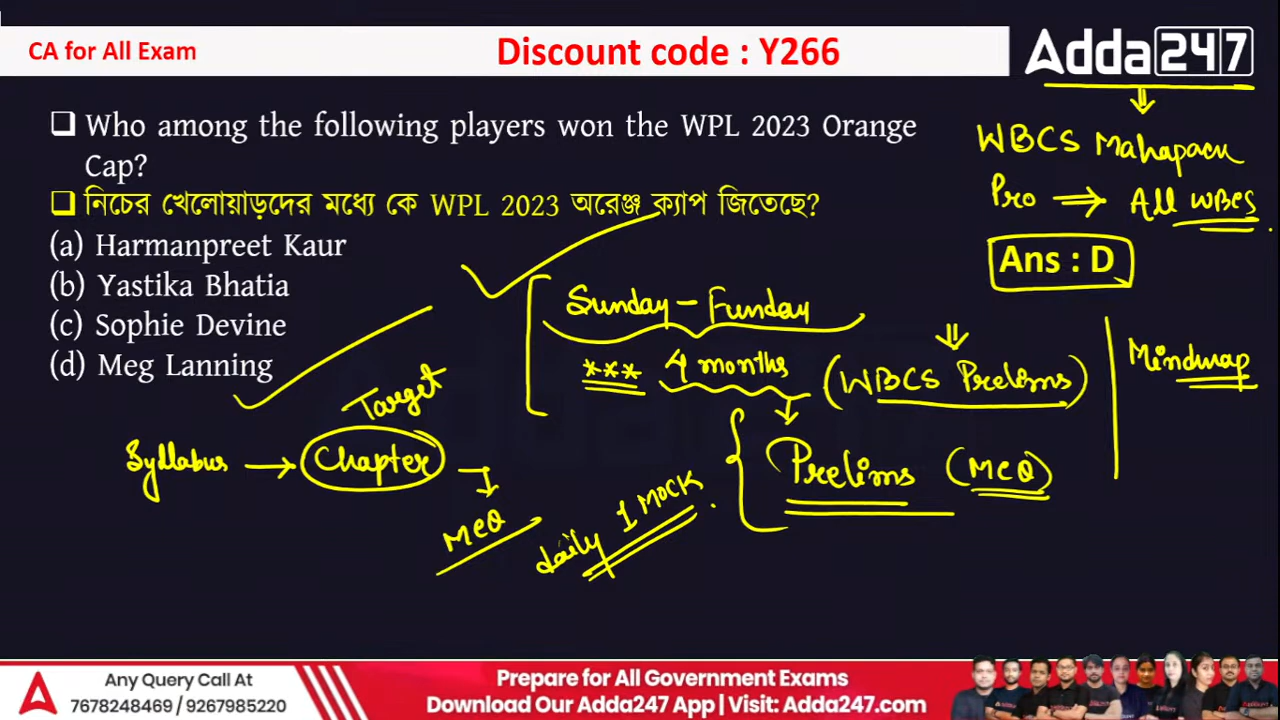 CA for All Exam
Discount code : Y266
Adda247
❑ Who among the following players won the WPL 2023 Orange
Cap?
❑ নিচের খেলোয়াড়দের মধ্যে কে WPL 2023 অরেঞ্জ ক্যাপ জিতেছে?
(a) Harmanpreet Kaur
(b) Yastika Bhatia
(c) Sophie Devine
(d) Meg Lanning
WBCS Mahapack
Pro ⇒ All WBCS
Ans : D
Sunday - Funday
*** 4 months (WBCS Prelims)
Mindmap
Target
Syllabus → Chapter
MCQ
daily 1 MOCK
Prelims (MCQ)
Any Query Call At
7678248469 / 9267985220
Prepare for All Government Exams
Download Our Adda247 App | Visit: Adda247.com